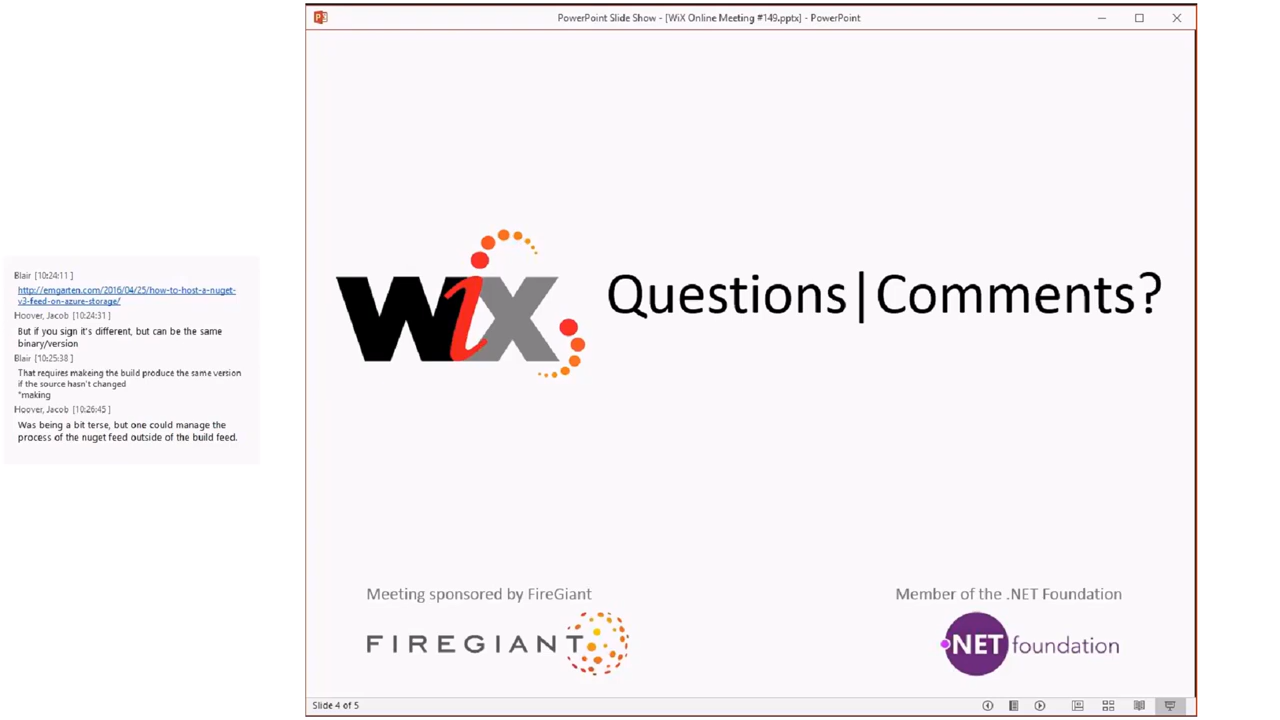 PowerPoint Slide Show - [WiX Online Meeting #149.pptx] - PowerPoint
Blair [10:24:11 ]
http://emgarten.com/2016/04/25/how-to-host-a-nuget-
v3-feed-on-azure-storage/
Hoover, Jacob [10:24:31 ]
But if you sign it's different, but can be the same
binary/version
Blair [10:25:38 ]
That requires makeing the build produce the same version
if the source hasn't changed
*making
Hoover, Jacob [10:26:45 ]
Was being a bit terse, but one could manage the
process of the nuget feed outside of the build feed.
WiX
Questions|Comments?
Meeting sponsored by FireGiant
FIREGIANT
Member of the .NET Foundation
.NET foundation
Slide 4 of 5